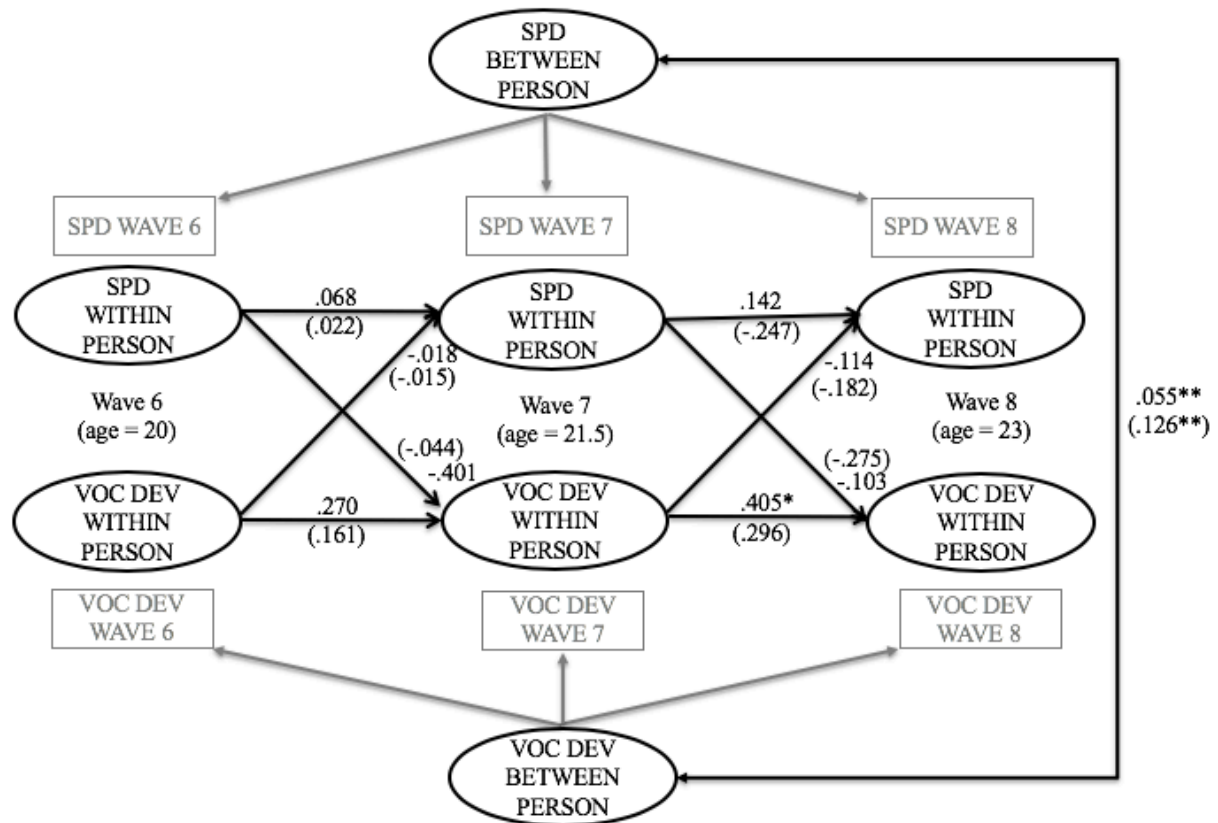 SPD
BETWEEN
PERSON
SPD WAVE 6
SPD WAVE 7
SPD WAVE 8
SPD
WITHIN
PERSON
.068
(.022)
SPD
WITHIN
PERSON
.142
(-.247)
SPD
WITHIN
PERSON
-.018
(-.015)
-.114
(-.182)
Wave 6
(age = 20)
Wave 7
(age = 21.5)
Wave 8
(age = 23)
.055**
(.126**)
(-.044)
-.401
(-.275)
-.103
VOC DEV
WITHIN
PERSON
.270
(.161)
VOC DEV
WITHIN
PERSON
.405*
(.296)
VOC DEV
WITHIN
PERSON
VOC DEV
WAVE 6
VOC DEV
WAVE 7
VOC DEV
WAVE 8
VOC DEV
BETWEEN
PERSON